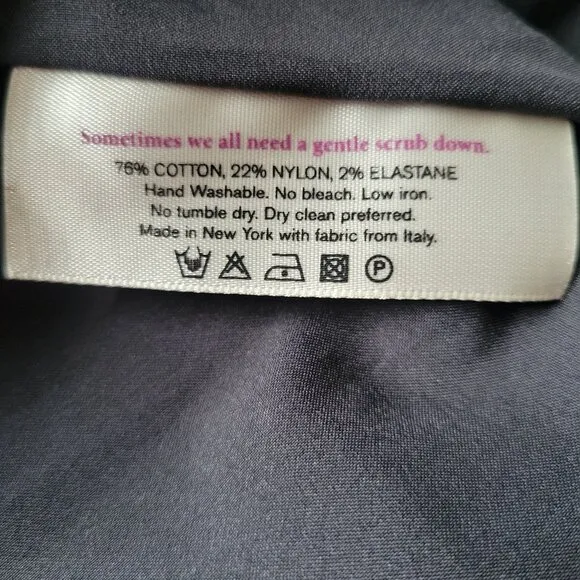 Sometimes we all need a gentle scrub down.
76% COTTON, 22% NYLON, 2% ELASTANE
Hand Washable. No bleach. Low iron.
No tumble dry. Dry clean preferred.
Made in New York with fabric from Italy.
P